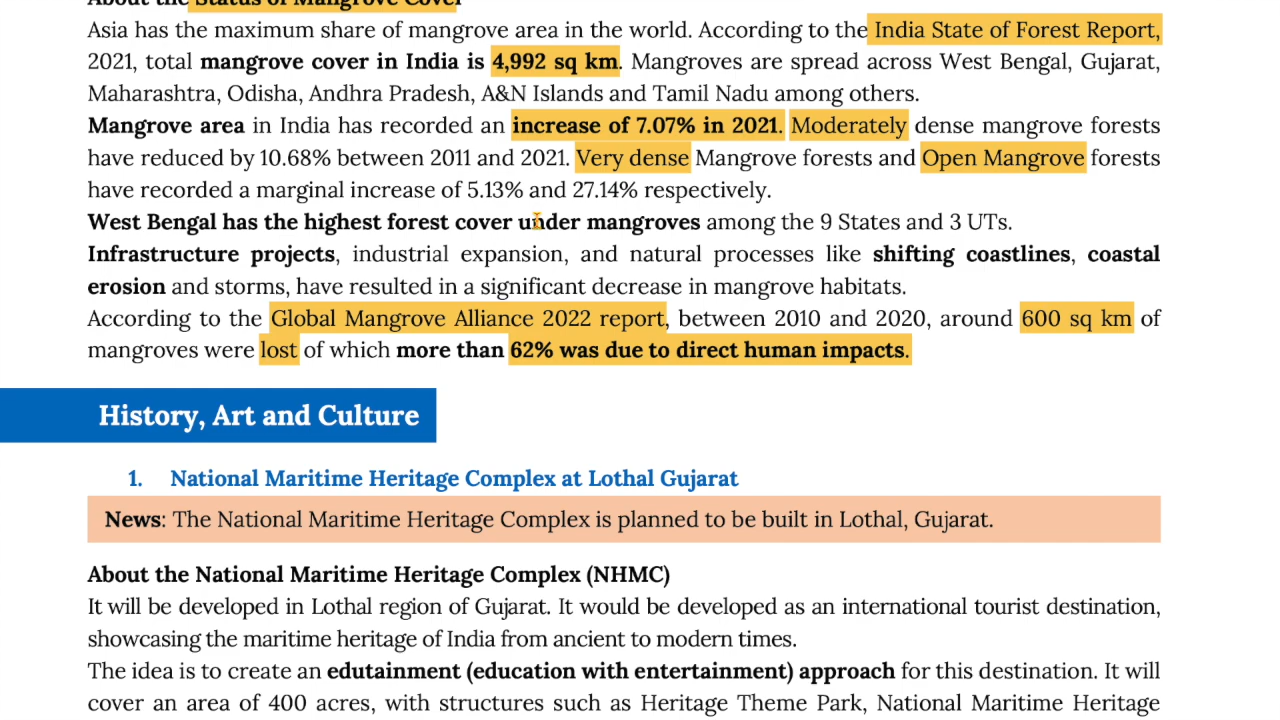 About the Status of Mangrove Cover
Asia has the maximum share of mangrove area in the world. According to the India State of Forest Report,
2021, total mangrove cover in India is 4,992 sq km. Mangroves are spread across West Bengal, Gujarat,
Maharashtra, Odisha, Andhra Pradesh, A&N Islands and Tamil Nadu among others.
Mangrove area in India has recorded an increase of 7.07% in 2021. Moderately dense mangrove forests
have reduced by 10.68% between 2011 and 2021. Very dense Mangrove forests and Open Mangrove forests
have recorded a marginal increase of 5.13% and 27.14% respectively.
West Bengal has the highest forest cover under mangroves among the 9 States and 3 UTs.
Infrastructure projects, industrial expansion, and natural processes like shifting coastlines, coastal
erosion and storms, have resulted in a significant decrease in mangrove habitats.
According to the Global Mangrove Alliance 2022 report, between 2010 and 2020, around 600 sq km of
mangroves were lost of which more than 62% was due to direct human impacts.
History, Art and Culture
1. National Maritime Heritage Complex at Lothal Gujarat
News: The National Maritime Heritage Complex is planned to be built in Lothal, Gujarat.
About the National Maritime Heritage Complex (NHMC)
It will be developed in Lothal region of Gujarat. It would be developed as an international tourist destination,
showcasing the maritime heritage of India from ancient to modern times.
The idea is to create an edutainment (education with entertainment) approach for this destination. It will
cover an area of 400 acres, with structures such as Heritage Theme Park, National Maritime Heritage